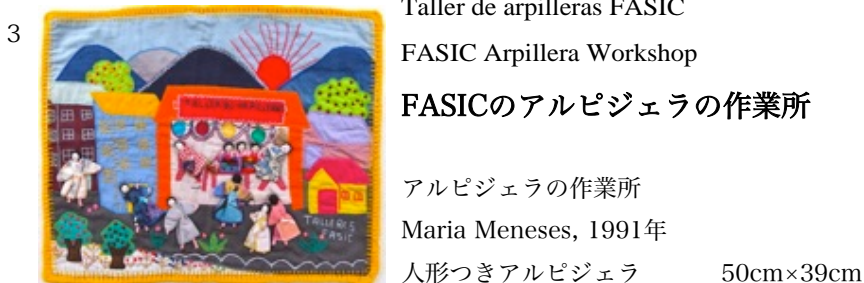 3
Taller de arpilleras FASIC
FASIC Arpillera Workshop
FASICのアルピジェラの作業所
TALLERES
FASIC
アルピジェラの作業所
Maria Meneses, 1991年
人形つきアルピジェラ 50cm×39cm